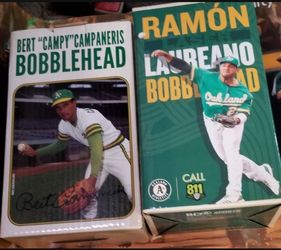 BERT "CAMPY" CAMPANERIS
BOBBLEHEAD
RAMÓN
LAUREANO
BOBBLEHEAD
Oakland
CALL
811